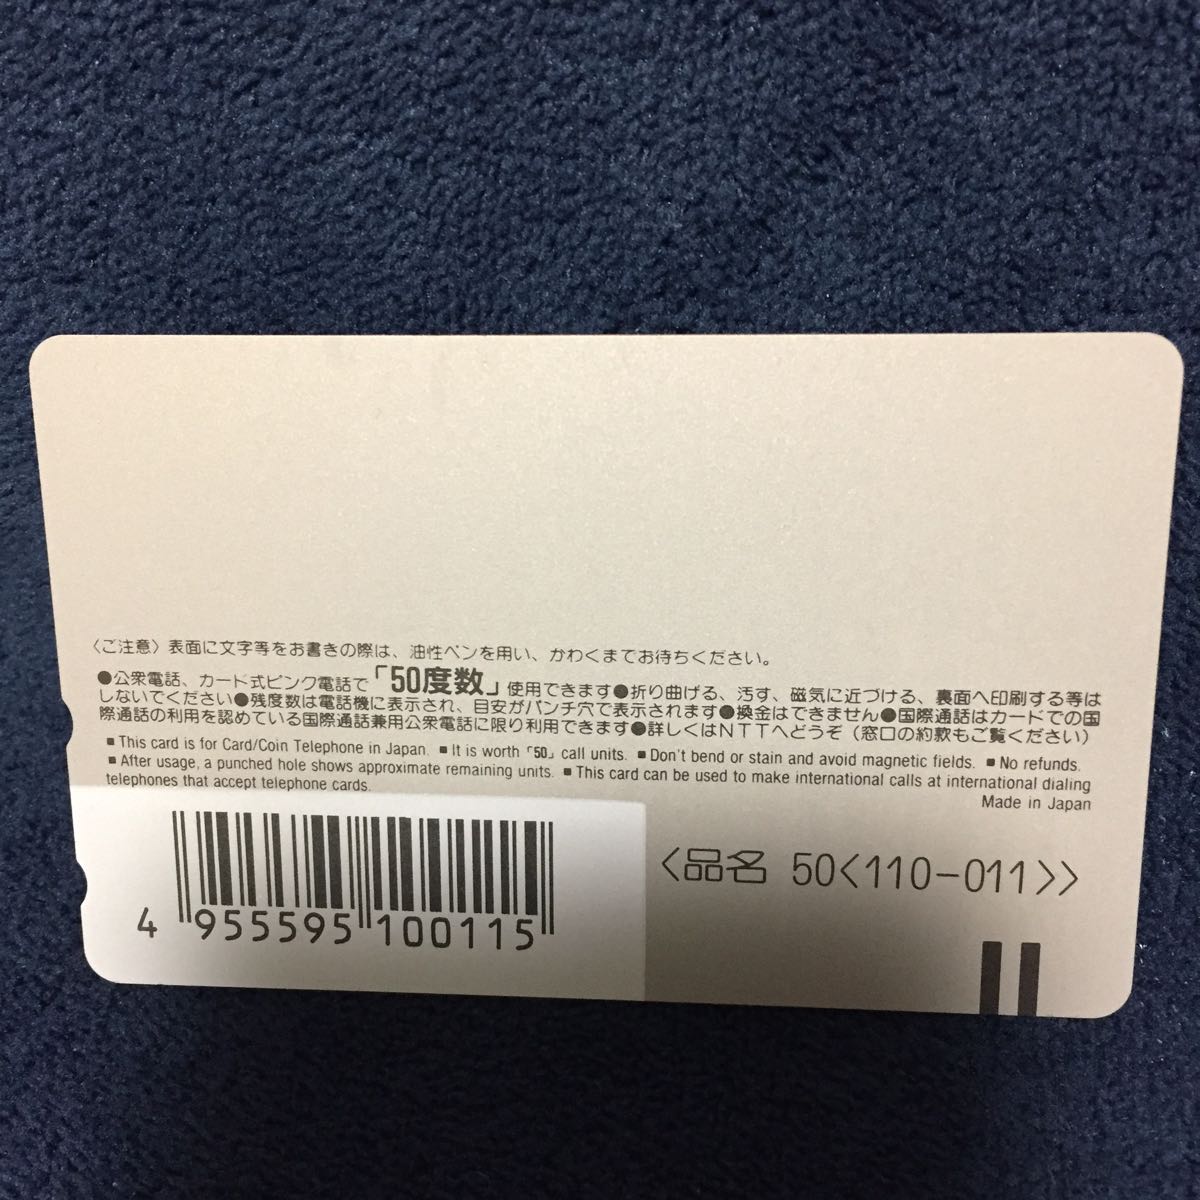 〈ご注意〉表面に文字等をお書きの際は、油性ペンを用い、かわくまでお待ちください。
●公衆電話、カード式ピンク電話で「50度数」使用できます●折り曲げる、汚す、磁気に近づける、裏面へ印刷する等は
しないでください●残度数は電話機に表示され、目安がパンチ穴で表示されます●換金はできません●国際通話はカードでの国
際通話の利用を認めている国際通話兼用公衆電話に限り利用できます●詳しくはNTTへどうぞ（窓口の約款もご覧ください）
■This card is for Card/Coin Telephone in Japan. ■It is worth「50」call units. ■Don't bend or stain and avoid magnetic fields. ■No refunds.
■After usage, a punched hole shows approximate remaining units. ■This card can be used to make international calls at international dialing
telephones that accept telephone cards.
Made in Japan
〈品名 50〈110-011〉〉
4 955595 100115